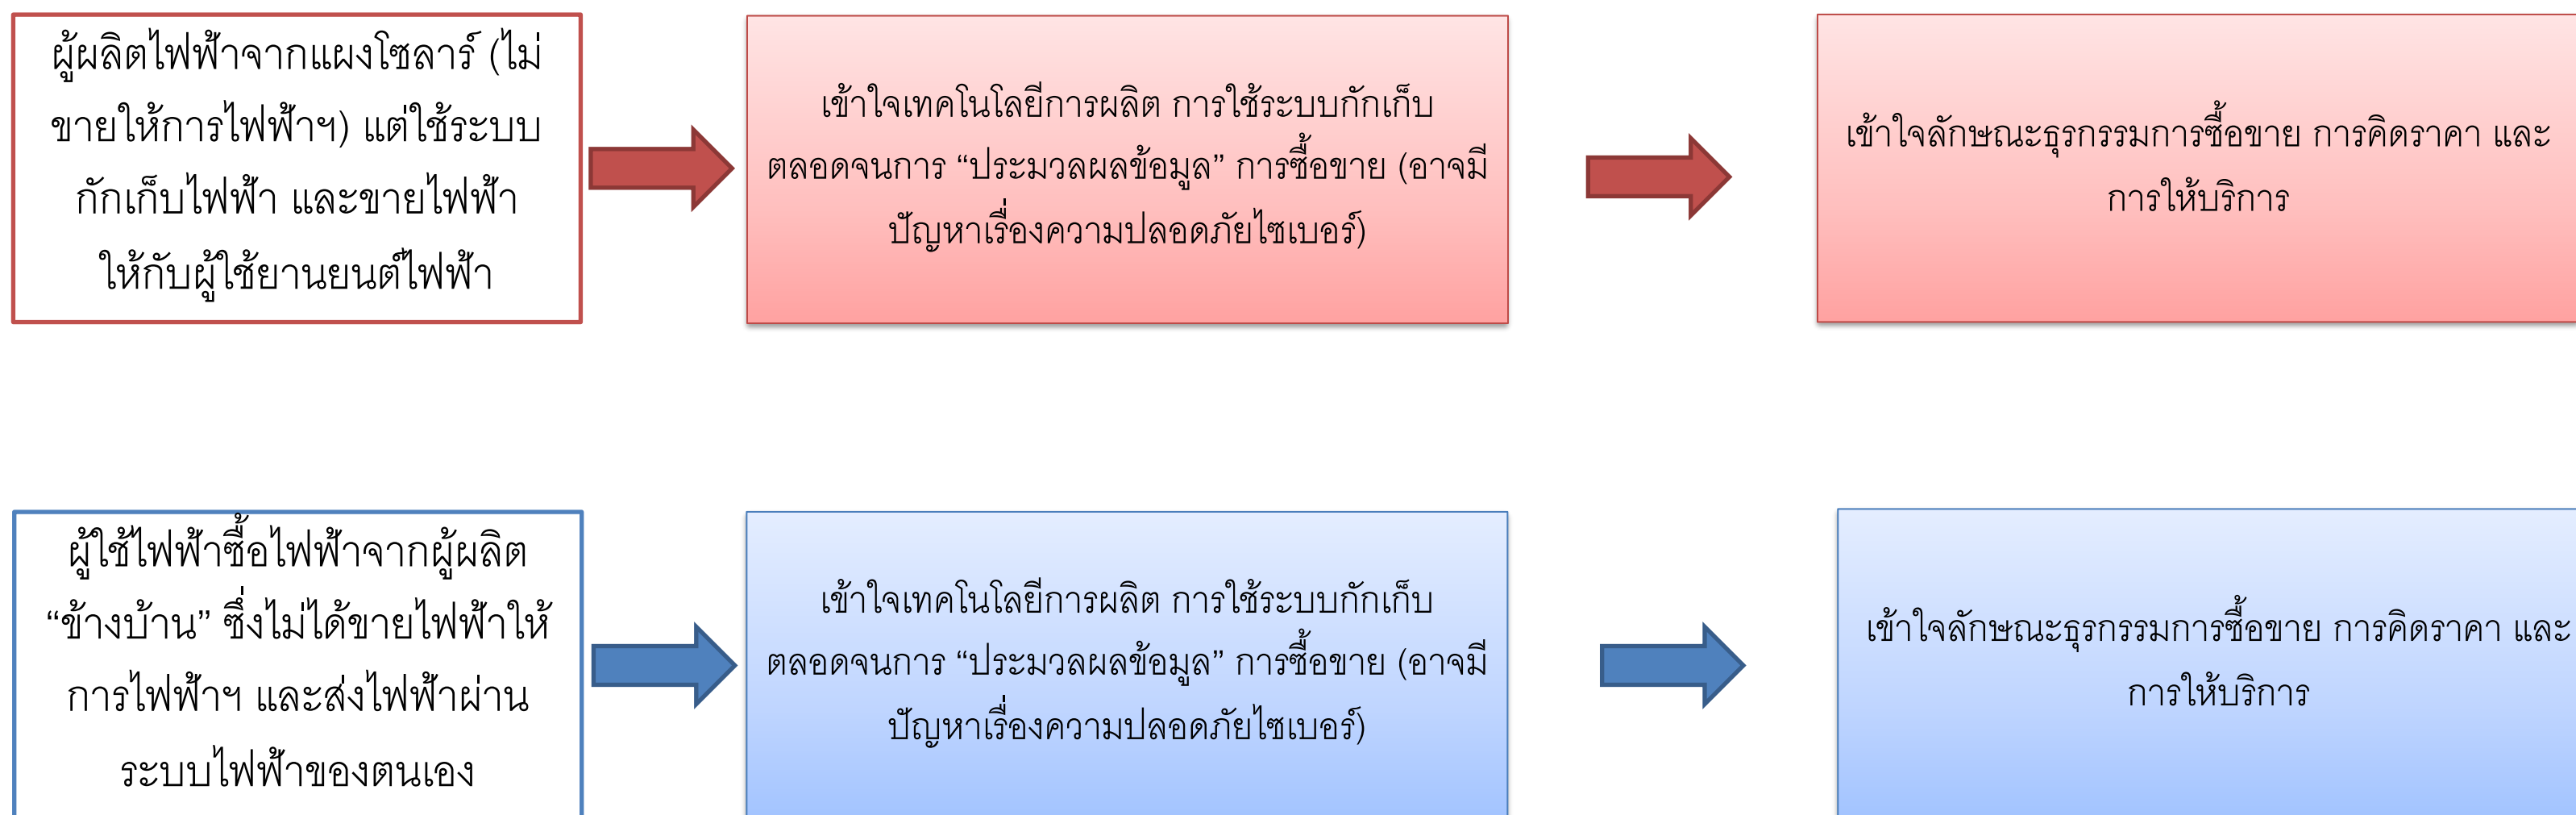 ผู้ผลิตไฟฟ้าจากแผงโซลาร์ (ไม่
ขายให้การไฟฟ้าฯ) แต่ใช้ระบบ
กักเก็บไฟฟ้า และขายไฟฟ้า
ให้กับผู้ใช้ยานยนต์ไฟฟ้า
เข้าใจเทคโนโลยีการผลิต การใช้ระบบกักเก็บ
ตลอดจนการ “ประมวลผลข้อมูล” การซื้อขาย (อาจมี
ปัญหาเรื่องความปลอดภัยไซเบอร์)
เข้าใจลักษณะธุรกรรมการซื้อขาย การคิดราคา และ
การให้บริการ
ผู้ใช้ไฟฟ้าซื้อไฟฟ้าจากผู้ผลิต
“ข้างบ้าน” ซึ่งไม่ได้ขายไฟฟ้าให้
การไฟฟ้าฯ และส่งไฟฟ้าผ่าน
ระบบไฟฟ้าของตนเอง
เข้าใจเทคโนโลยีการผลิต การใช้ระบบกักเก็บ
ตลอดจนการ “ประมวลผลข้อมูล” การซื้อขาย (อาจมี
ปัญหาเรื่องความปลอดภัยไซเบอร์)
เข้าใจลักษณะธุรกรรมการซื้อขาย การคิดราคา และ
การให้บริการ